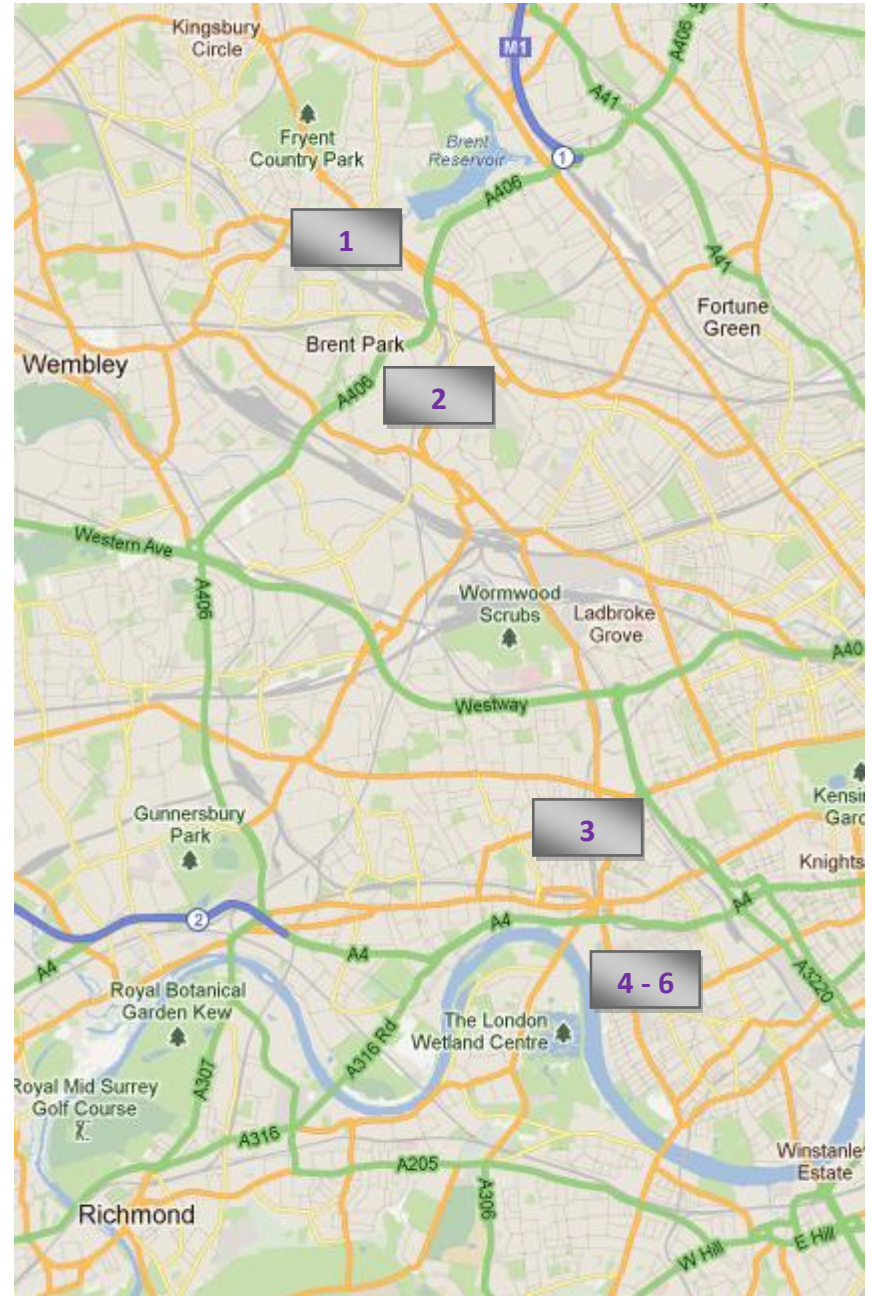 Kingsbury
Circle
M1
A406
A41
Fryent
Country Park
Brent
Reservoir
1
A406
1
A41
Fortune
Green
Brent Park
Wembley
A406
2
Western Ave
A406
Wormwood
Scrubs
Ladbroke
Grove
A40
Westway
Gunnersbury
Park
3
Kensi
Gard
Knights
2
A4
A4
A4
A4
4 - 6
A3220
Royal Botanical
Garden Kew
The London
Wetland Centre
A316 Rd
A307
Royal Mid Surrey
Golf Course
A316
A205
A306
Winstanle
Estate
Richmond
W Hill
E Hill